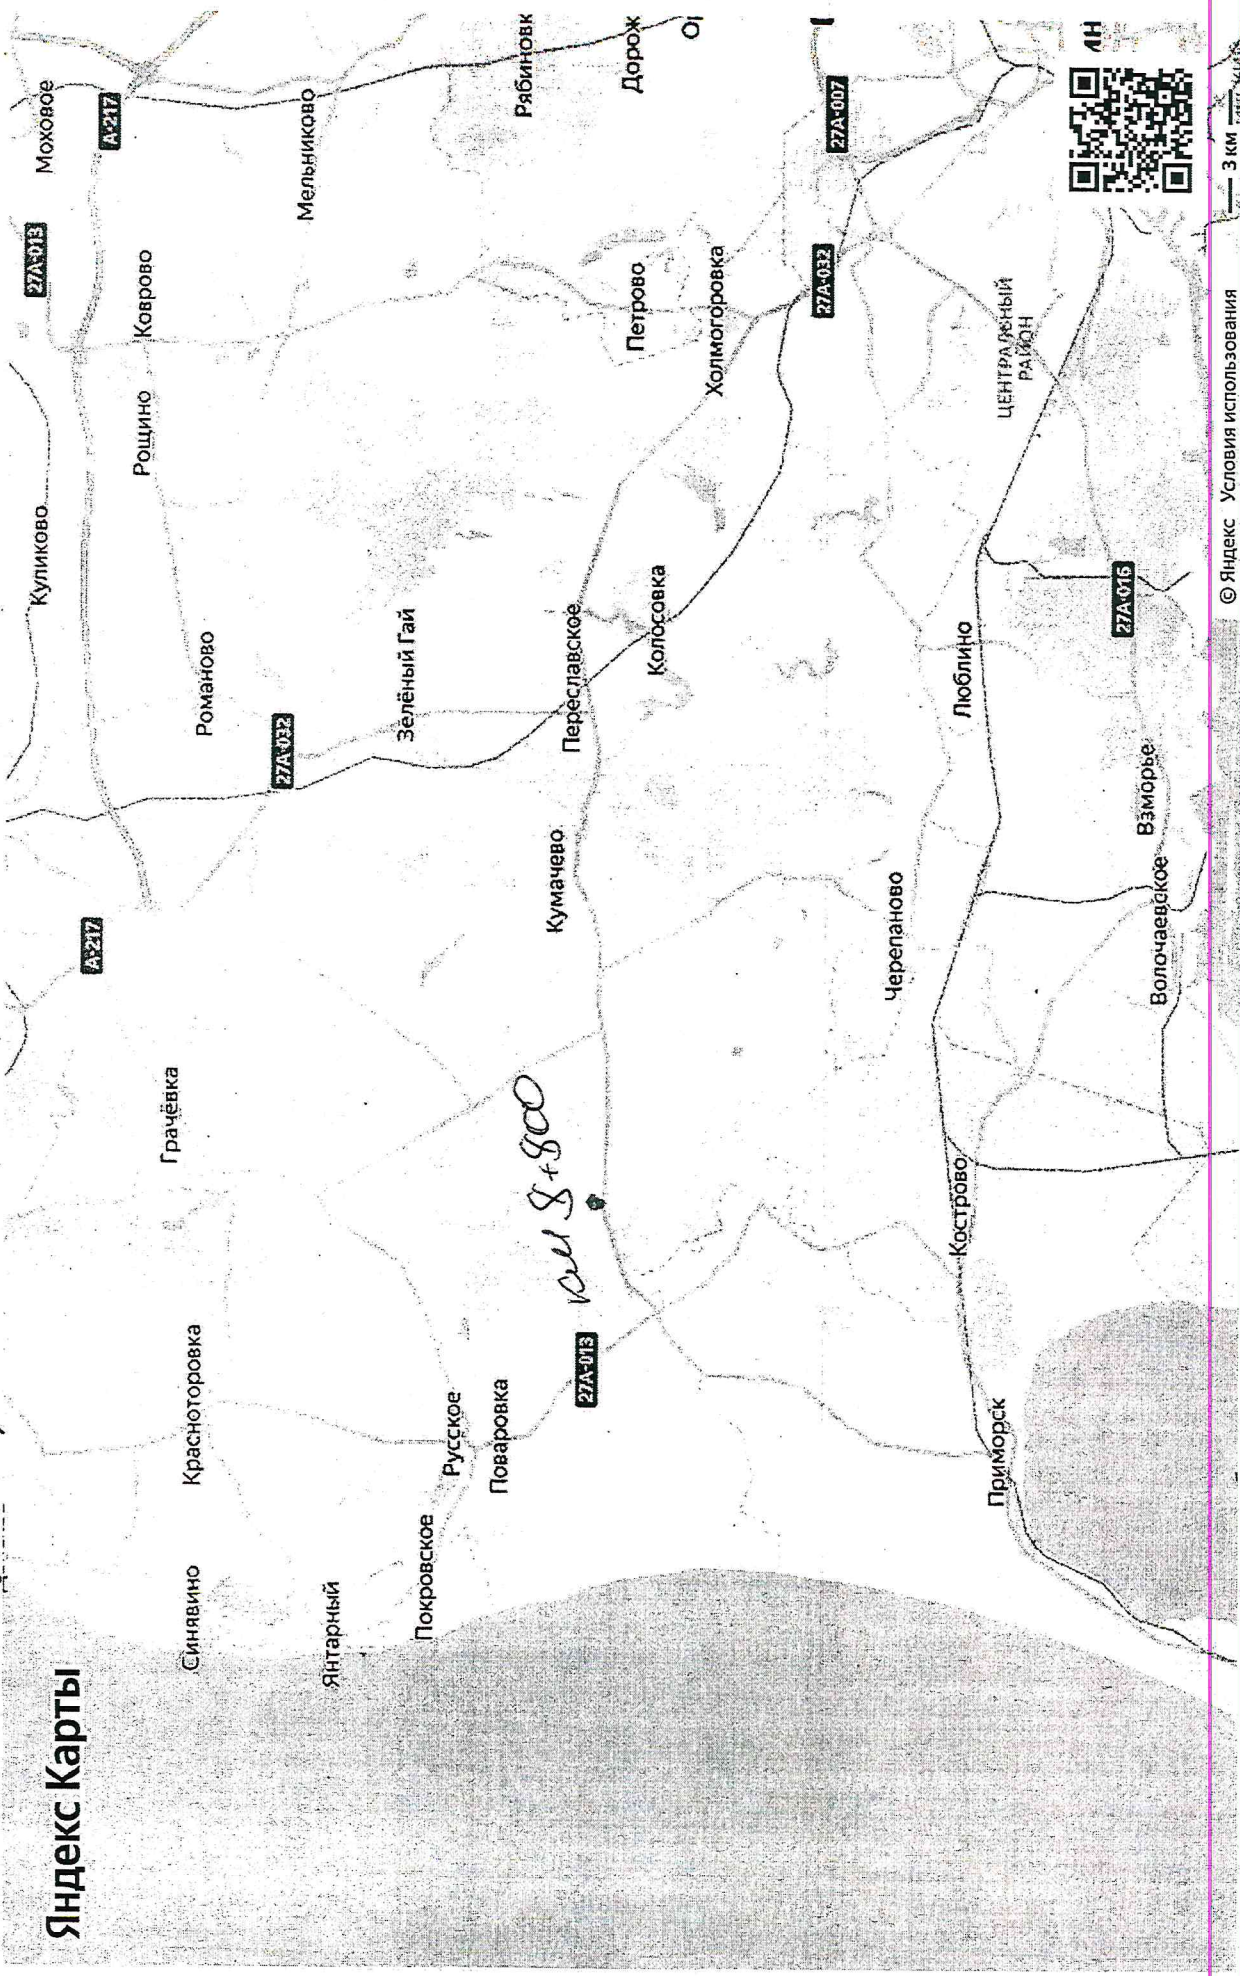 Яндекс Карты
Куликово
27А-013
Моховое
А-217
А-217
Грачёвка
Рощино
Коврово
Синявино
Красноторовка
Романово
27А-032
Мельниково
Янтарный
Зелёный Гай
Покровское
Русское
Поваровка
км 8+800
Кумачево
Переславское
Рябиновк
27А-013
Колосовка
Петрово
Дорож
Холмогоровка
27А-032
27А-007
Черепаново
Люблино
Приморск
Кострово
ЦЕНТРАЛЬНЫЙ
РАЙОН
27А-016
Взморье
Волочаевское
© Яндекс Условия использования
3 км